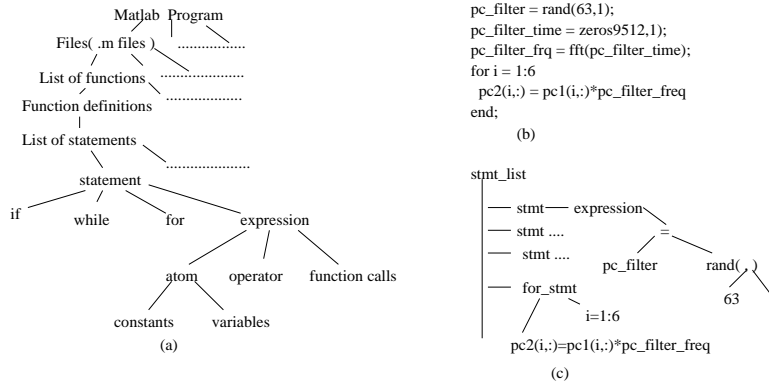 Matlab Program
Files( .m files ) .....................
List of functions .........................
Function definitions .......................
List of statements
.........................
statement
if while for expression
atom operator function calls
constants variables
(a)
pc_filter = rand(63,1);
pc_filter_time = zeros9512,1);
pc_filter_frq = fft(pc_filter_time);
for i = 1:6
pc2(i,:) = pc1(i,:)*pc_filter_freq
end;
(b)
stmt_list
stmt expression
stmt .... =
stmt .... pc_filter rand( , )
for_stmt 63
i=1:6
pc2(i,:)=pc1(i,:)*pc_filter_freq
(c)